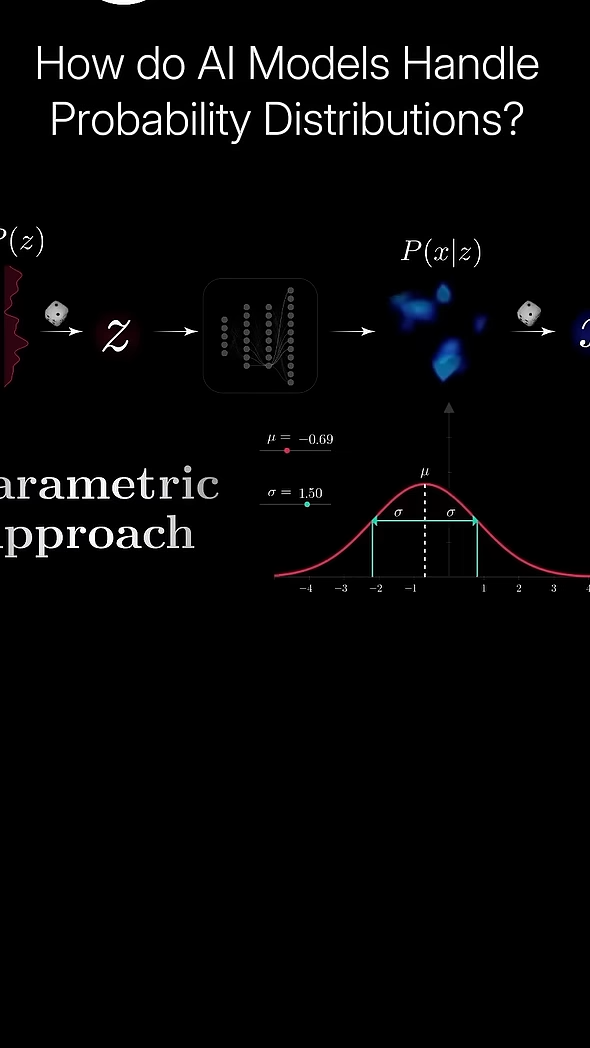 How do AI Models Handle
Probability Distributions?
P(z)
P(x|z)
z
μ = −0.69
σ = 1.50
μ
σ σ
arametric
pproach
−4 −3 −2 −1 1 2 3 4